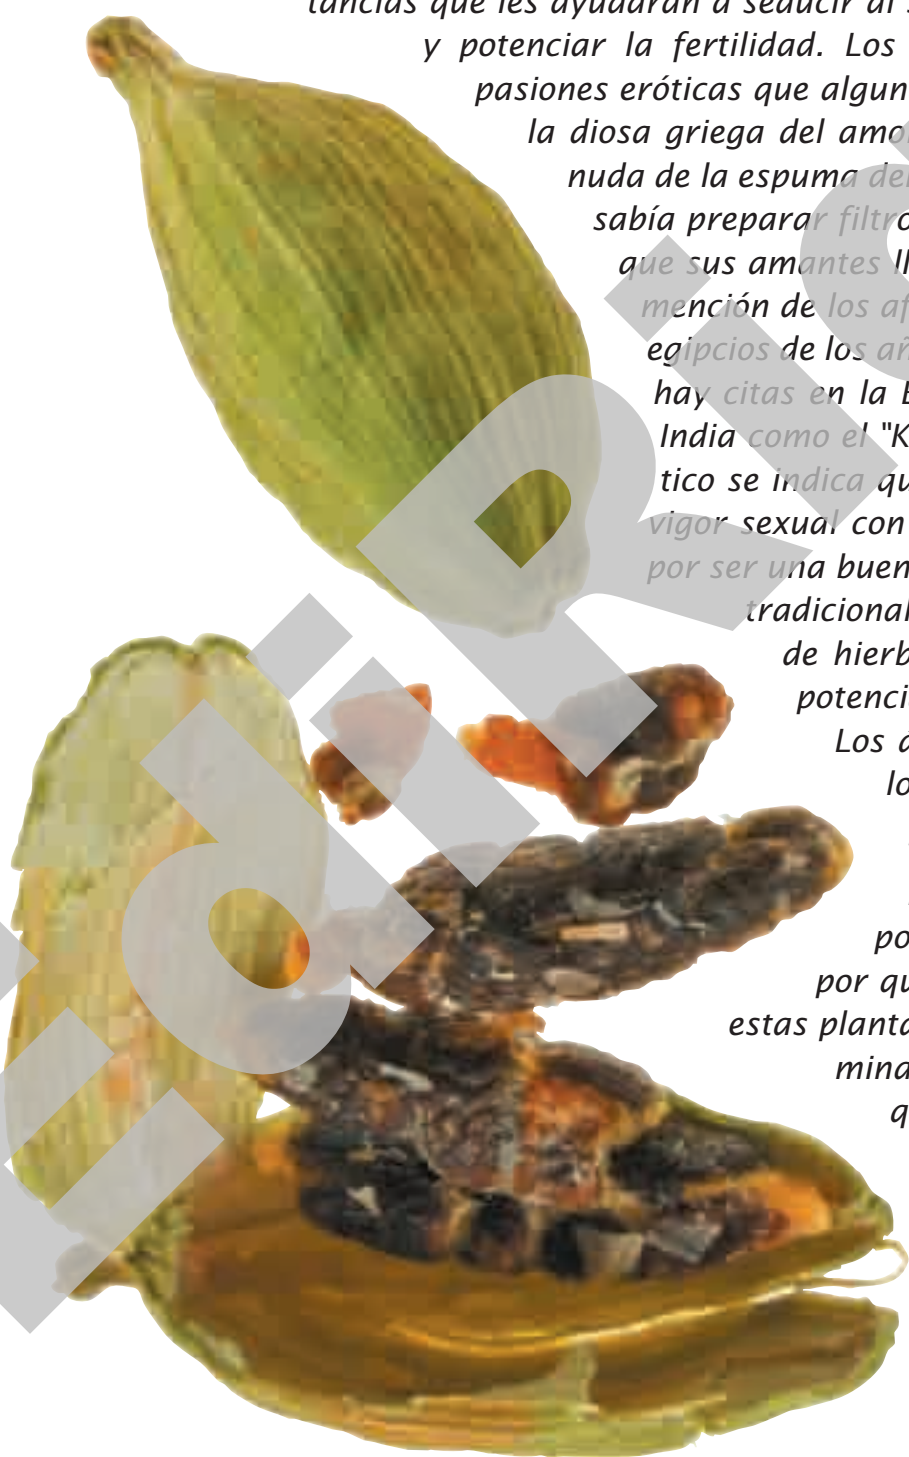 tancias que les ayudaran a seducir al
y potenciar la fertilidad. Los
pasiones eróticas que algun
la diosa griega del amo
nuda de la espuma de
sabía preparar filtro
que sus amantes ll
mención de los af
egipcios de los añ
hay citas en la
India como el "K
tico se indica qu
vigor sexual con
por ser una buen
tradicional
de hierb
potenci
Los
lo
po
por qu
estas planta
mina
q
EdiRic